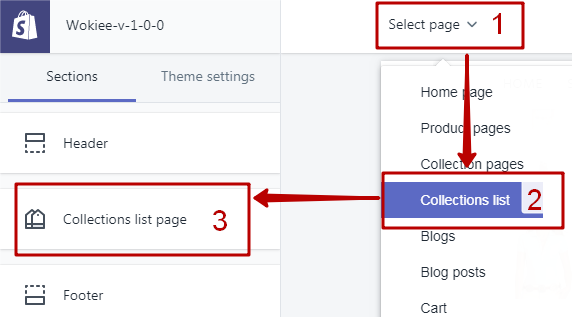 Wokiee-v-1-0-0
Select page
1
Sections
Theme settings
Home page
Header
Product pages
Collection pages
Collections list
2
Collections list page
3
Blogs
Blog posts
Footer
Cart